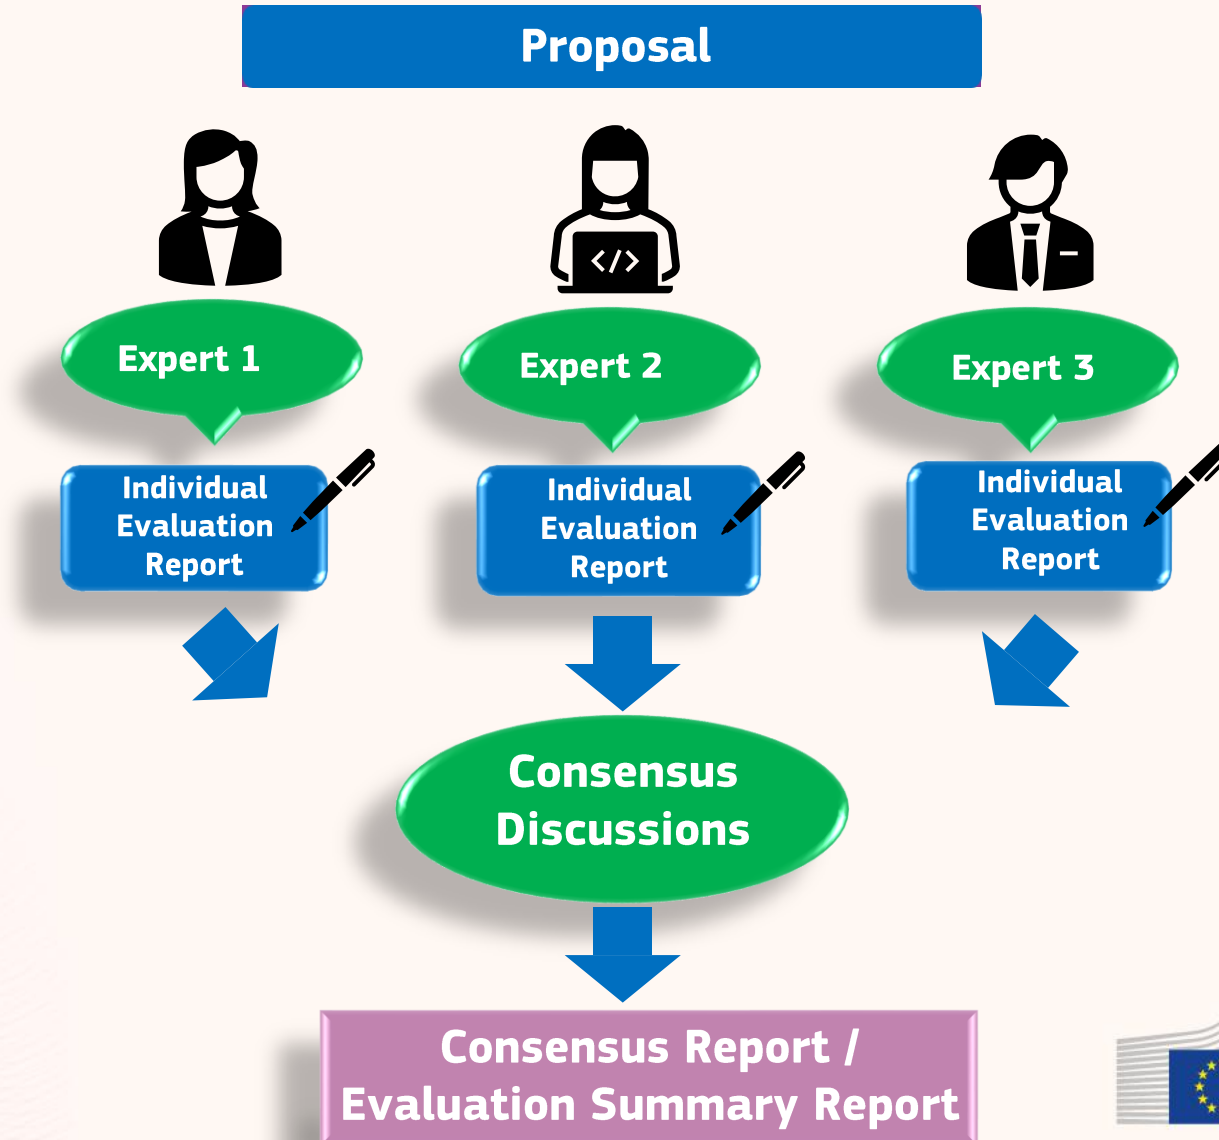 Proposal
</>
Expert 1
Expert 2
Expert 3
Individual
Evaluation
Report
Individual
Evaluation
Report
Individual
Evaluation
Report
Consensus
Discussions
Consensus Report /
Evaluation Summary Report